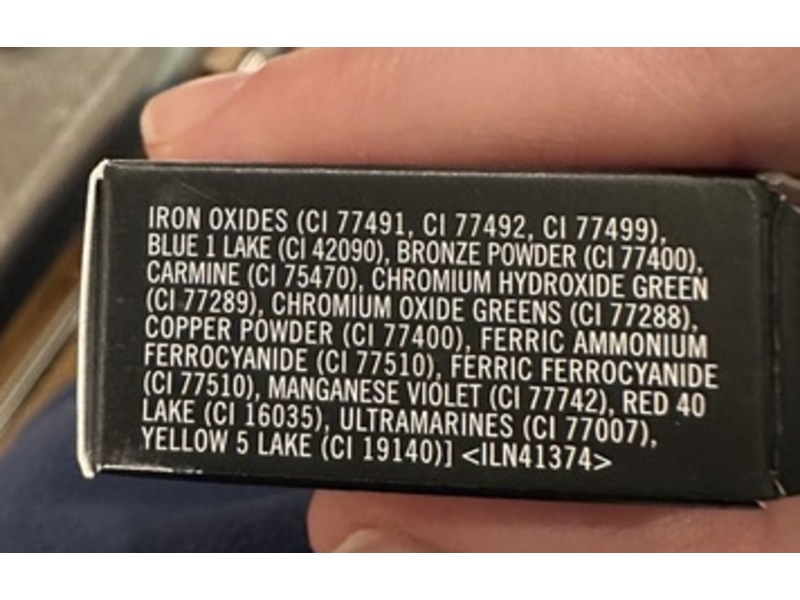 IRON OXIDES (CI 77491, CI 77492, CI 77499),
BLUE 1 LAKE (CI 42090), BRONZE POWDER (CI 77400),
CARMINE (CI 75470), CHROMIUM HYDROXIDE GREEN
(CI 77289), CHROMIUM OXIDE GREENS (CI 77288),
COPPER POWDER (CI 77400), FERRIC AMMONIUM
FERROCYANIDE (CI 77510), FERRIC FERROCYANIDE
(CI 77510), MANGANESE VIOLET (CI 77742), RED 40
LAKE (CI 16035), ULTRAMARINES (CI 77007),
YELLOW 5 LAKE (CI 19140)] <ILN41374>